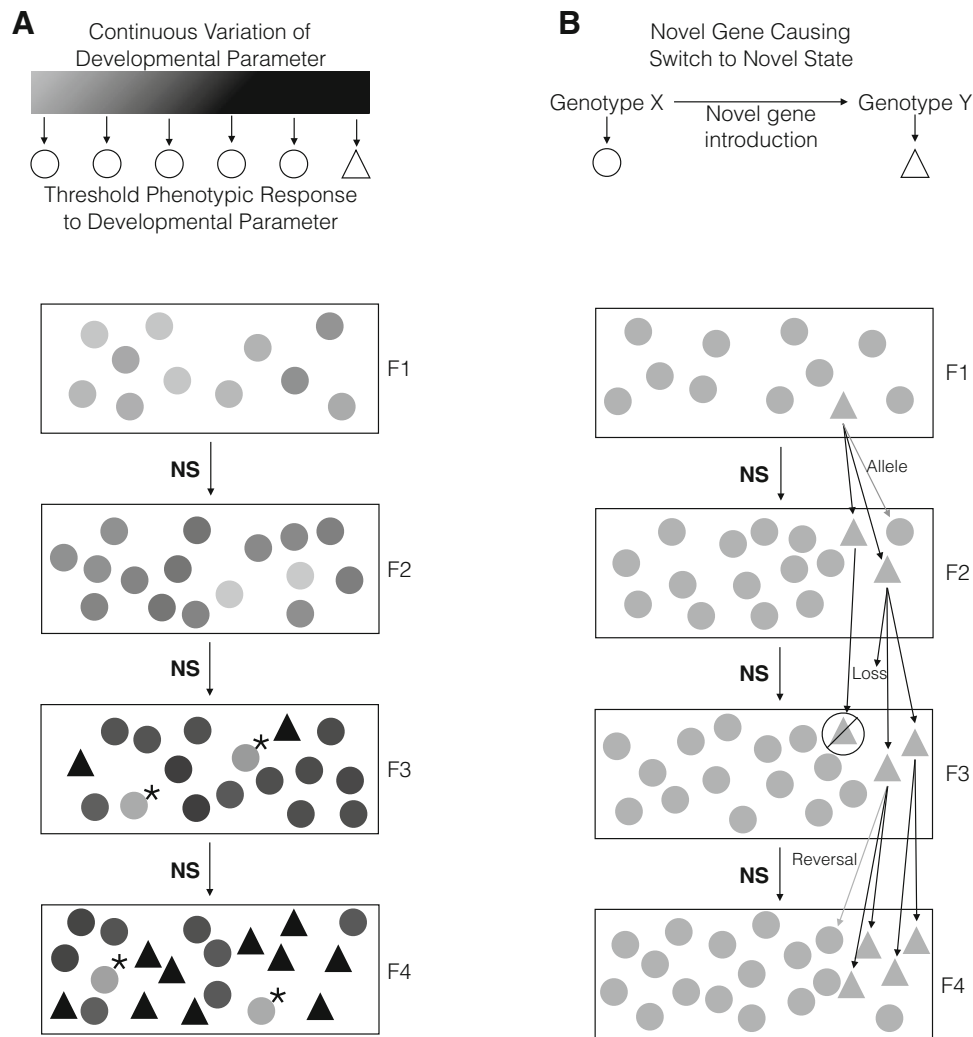 A
Continuous Variation of
Developmental Parameter
Threshold Phenotypic Response
to Developmental Parameter
F1
NS
F2
NS
*
*
F3
NS
*
*
F4
B
Novel Gene Causing
Switch to Novel State
Genotype X
Genotype Y
Novel gene
introduction
F1
NS
Allele
F2
NS
Loss
F3
NS
Reversal
F4